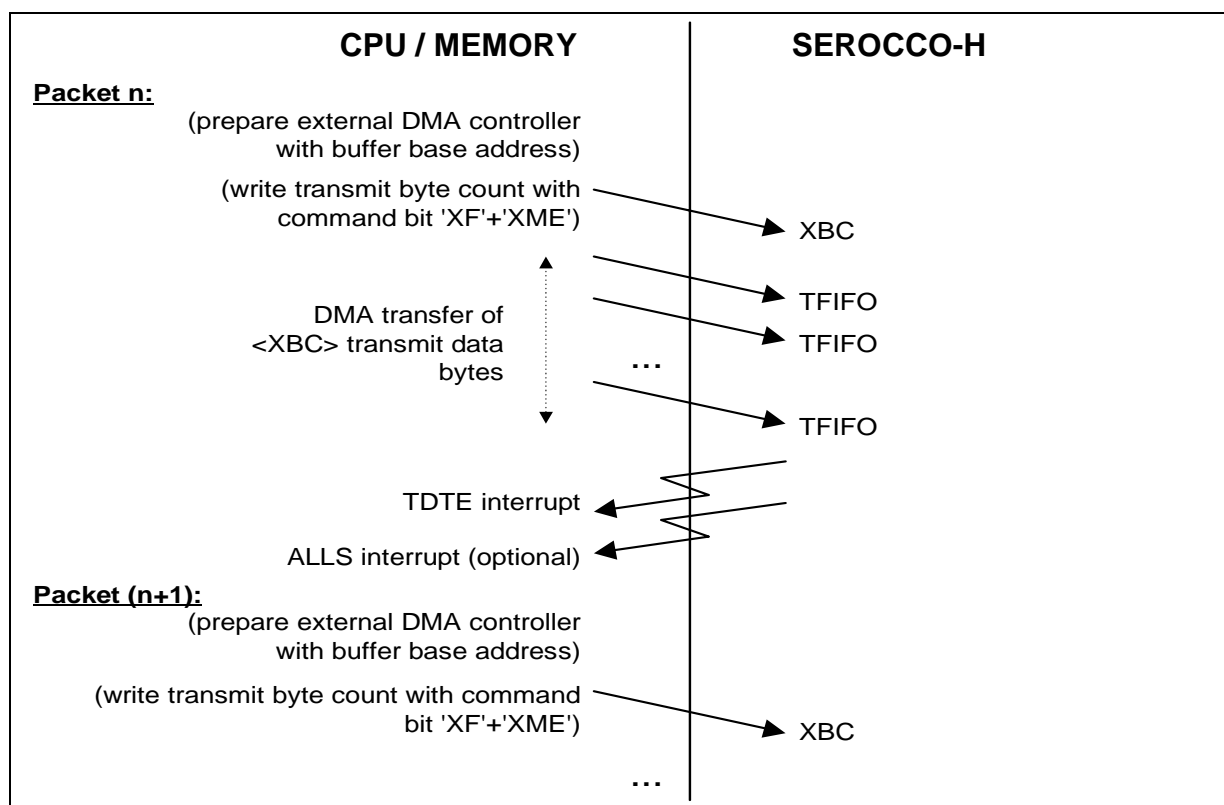 CPU / MEMORY
SEROCCO-H
Packet n:
(prepare external DMA controller
with buffer base address)
(write transmit byte count with
command bit 'XF'+'XME')
XBC
TFIFO
DMA transfer of
<XBC> transmit data
bytes
TFIFO
...
TFIFO
TDTE interrupt
ALLS interrupt (optional)
Packet (n+1):
(prepare external DMA controller
with buffer base address)
(write transmit byte count with command
bit 'XF'+'XME')
XBC
...